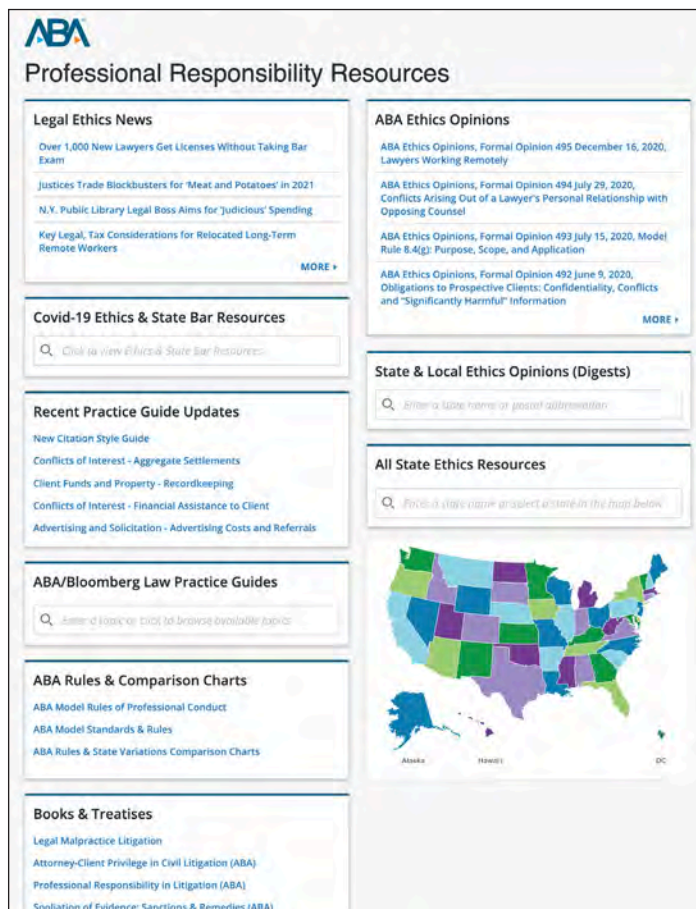 ABA
Professional Responsibility Resources
Legal Ethics News
Over 1,000 New Lawyers Get Licenses Without Taking Bar
Exam
Justices Trade Blockbusters for 'Meat and Potatoes' in 2021
N.Y. Public Library Legal Boss Aims for 'Judicious' Spending
Key Legal, Tax Considerations for Relocated Long-Term
Remote Workers
MORE
Covid-19 Ethics & State Bar Resources
Click to view Ethics & State Bar Resources
Recent Practice Guide Updates
New Citation Style Guide
Conflicts of Interest - Aggregate Settlements
Client Funds and Property - Recordkeeping
Conflicts of Interest - Financial Assistance to Client
Advertising and Solicitation - Advertising Costs and Referrals
ABA/Bloomberg Law Practice Guides
Enter a topic or click to browse available topics
ABA Rules & Comparison Charts
ABA Model Rules of Professional Conduct
ABA Model Standards & Rules
ABA Rules & State Variations Comparison Charts
Books & Treatises
Legal Malpractice Litigation
Attorney-Client Privilege in Civil Litigation (ABA)
Professional Responsibility in Litigation (ABA)
Spoliation of Evidence: Sanctions & Remedies (ABA)
ABA Ethics Opinions
ABA Ethics Opinions, Formal Opinion 495 December 16, 2020,
Lawyers Working Remotely
ABA Ethics Opinions, Formal Opinion 494 July 29, 2020,
Conflicts Arising Out of a Lawyer's Personal Relationship with
Opposing Counsel
ABA Ethics Opinions, Formal Opinion 493 July 15, 2020, Model
Rule 8.4(g): Purpose, Scope, and Application
ABA Ethics Opinions, Formal Opinion 492 June 9, 2020,
Obligations to Prospective Clients: Confidentiality, Conflicts
and "Significantly Harmful" Information
MORE
State & Local Ethics Opinions (Digests)
Enter a state name or postal abbreviation
All State Ethics Resources
Enter a state name or select a state in the map below
Alaska
Hawaii
DC